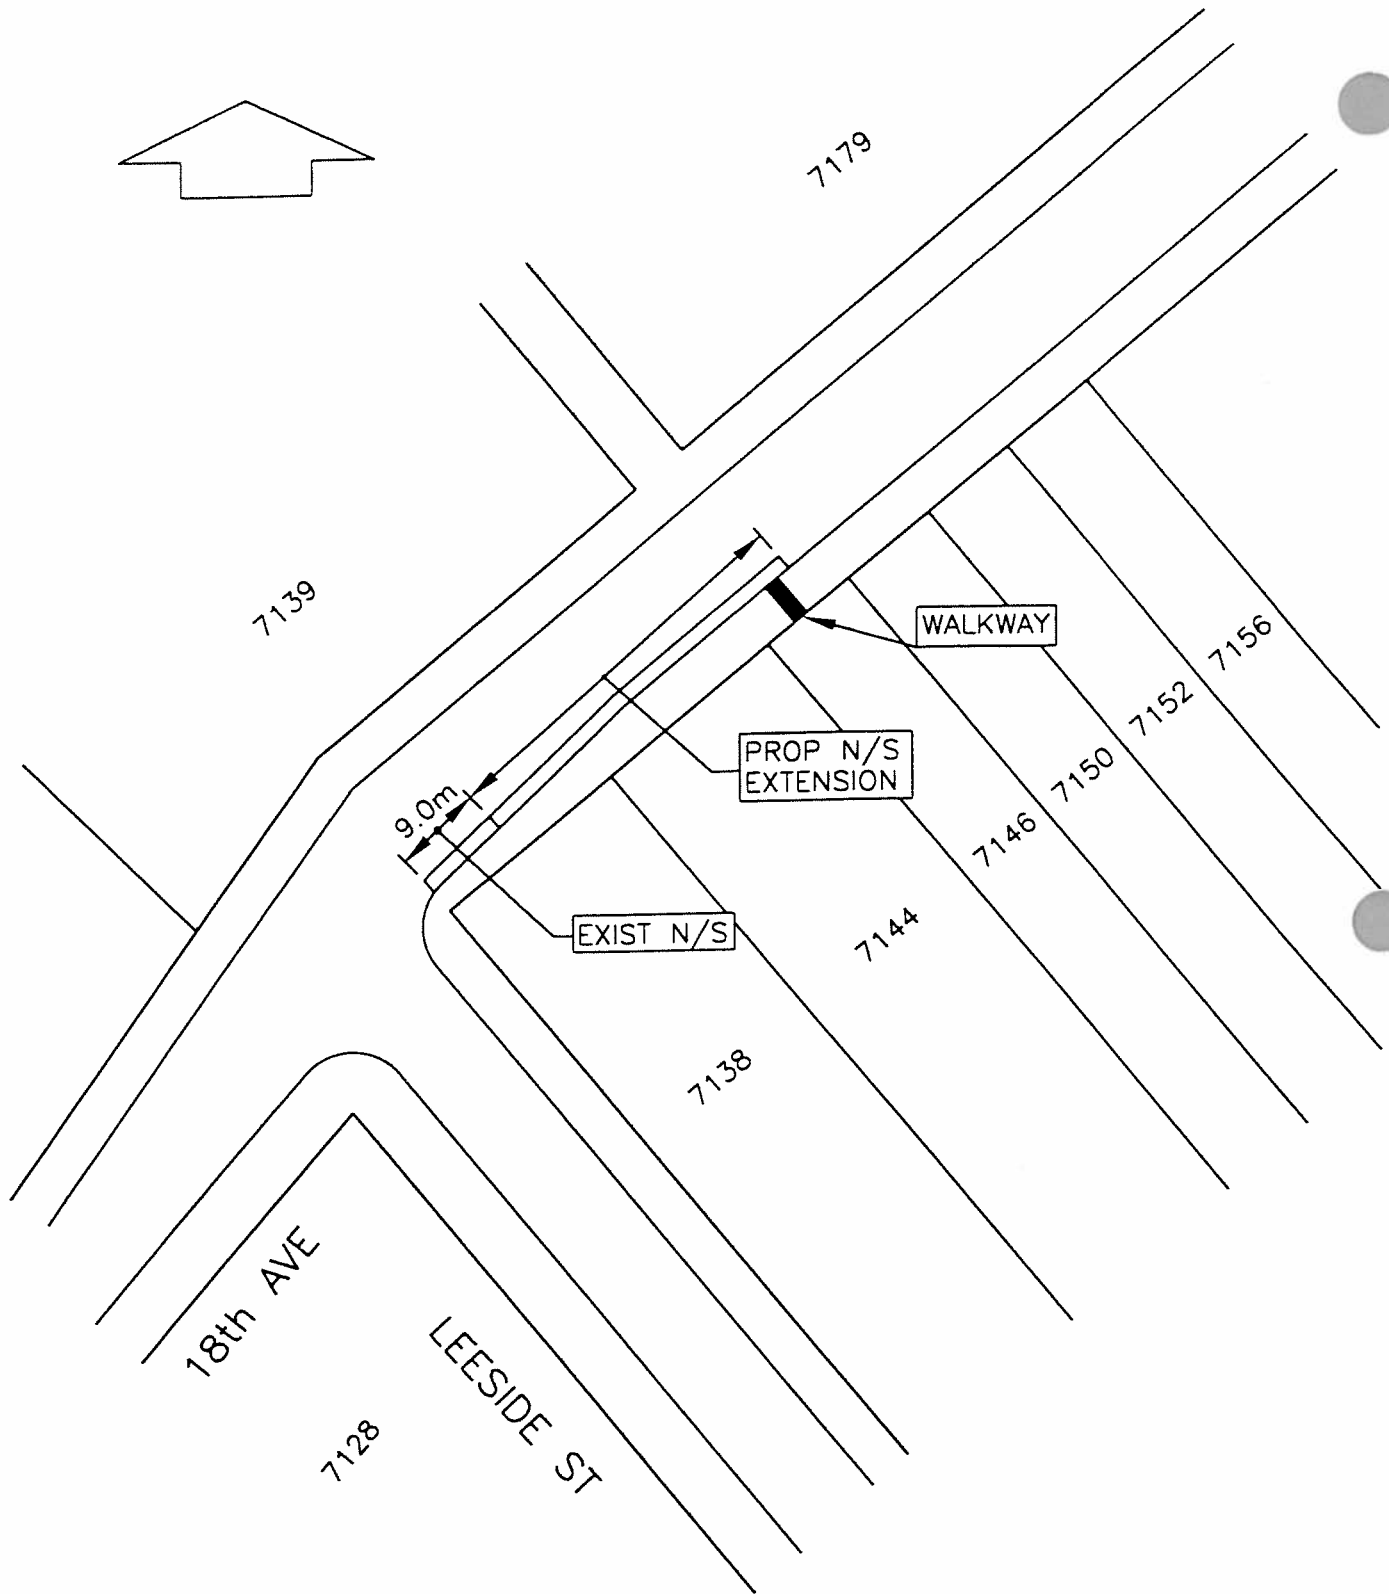 7179
7139
WALKWAY
7156
7152
7150
7146
PROP N/S
EXTENSION
9.0m
7144
EXIST N/S
7138
18th AVE
LEESIDE ST
7128